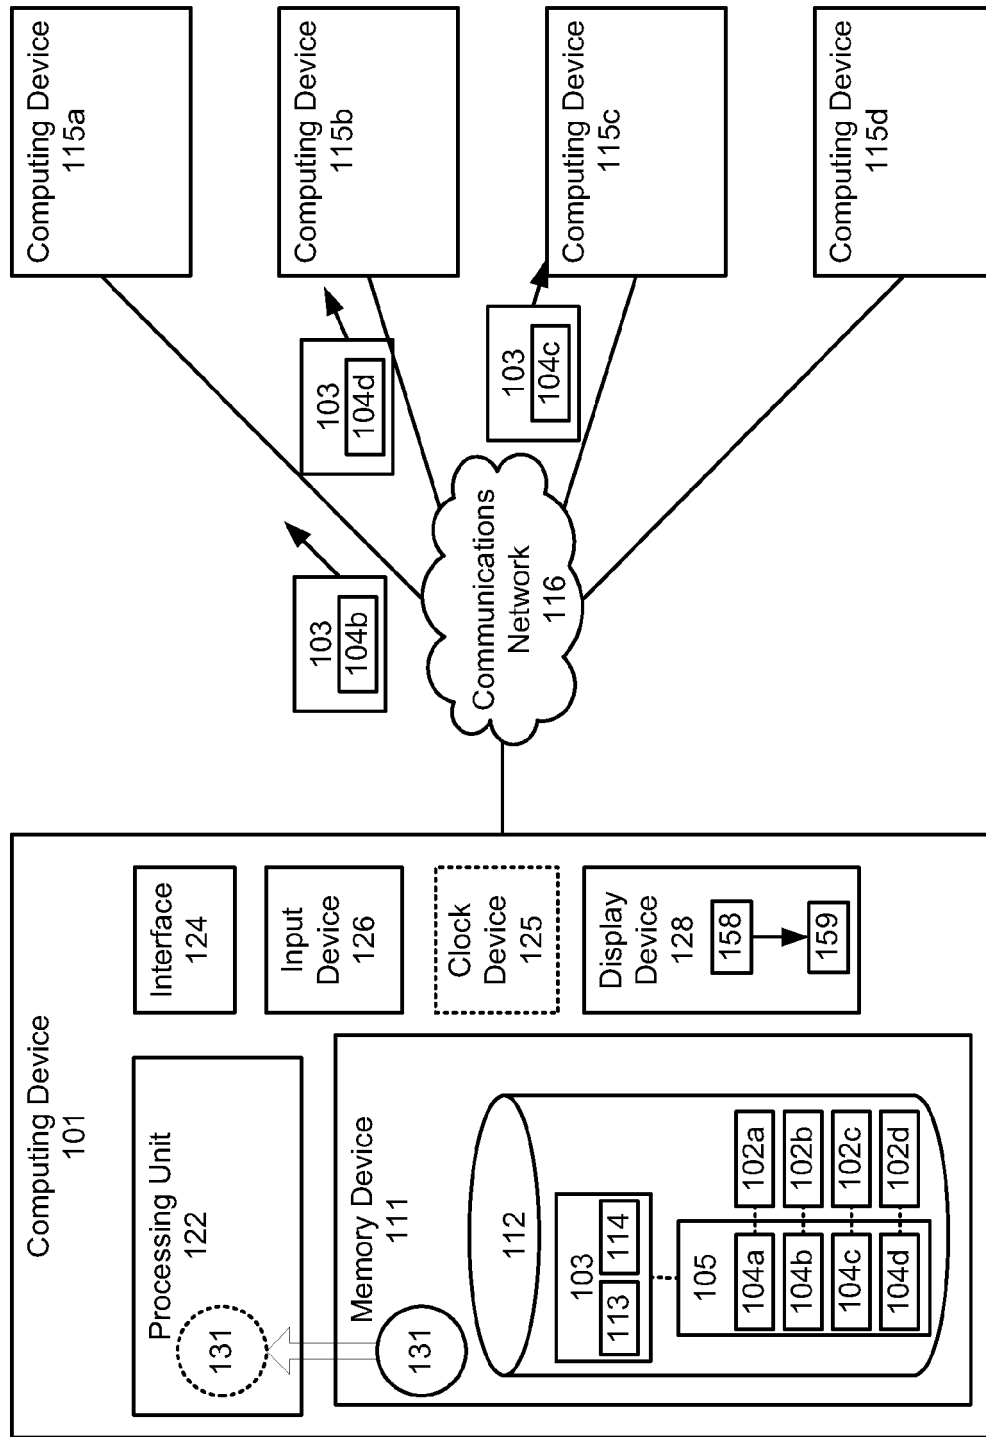 Computing Device
101
Processing Unit
122
131
Interface
124
Input
Device
126
Clock
Device
125
Display
Device
128
158
159
Memory Device
111
131
112
103
113
114
105
104a
102a
104b
102b
104c
102c
104d
102d
Communications
Network
116
103
104b
103
104d
103
104c
Computing Device
115a
Computing Device
115b
Computing Device
115c
Computing Device
115d